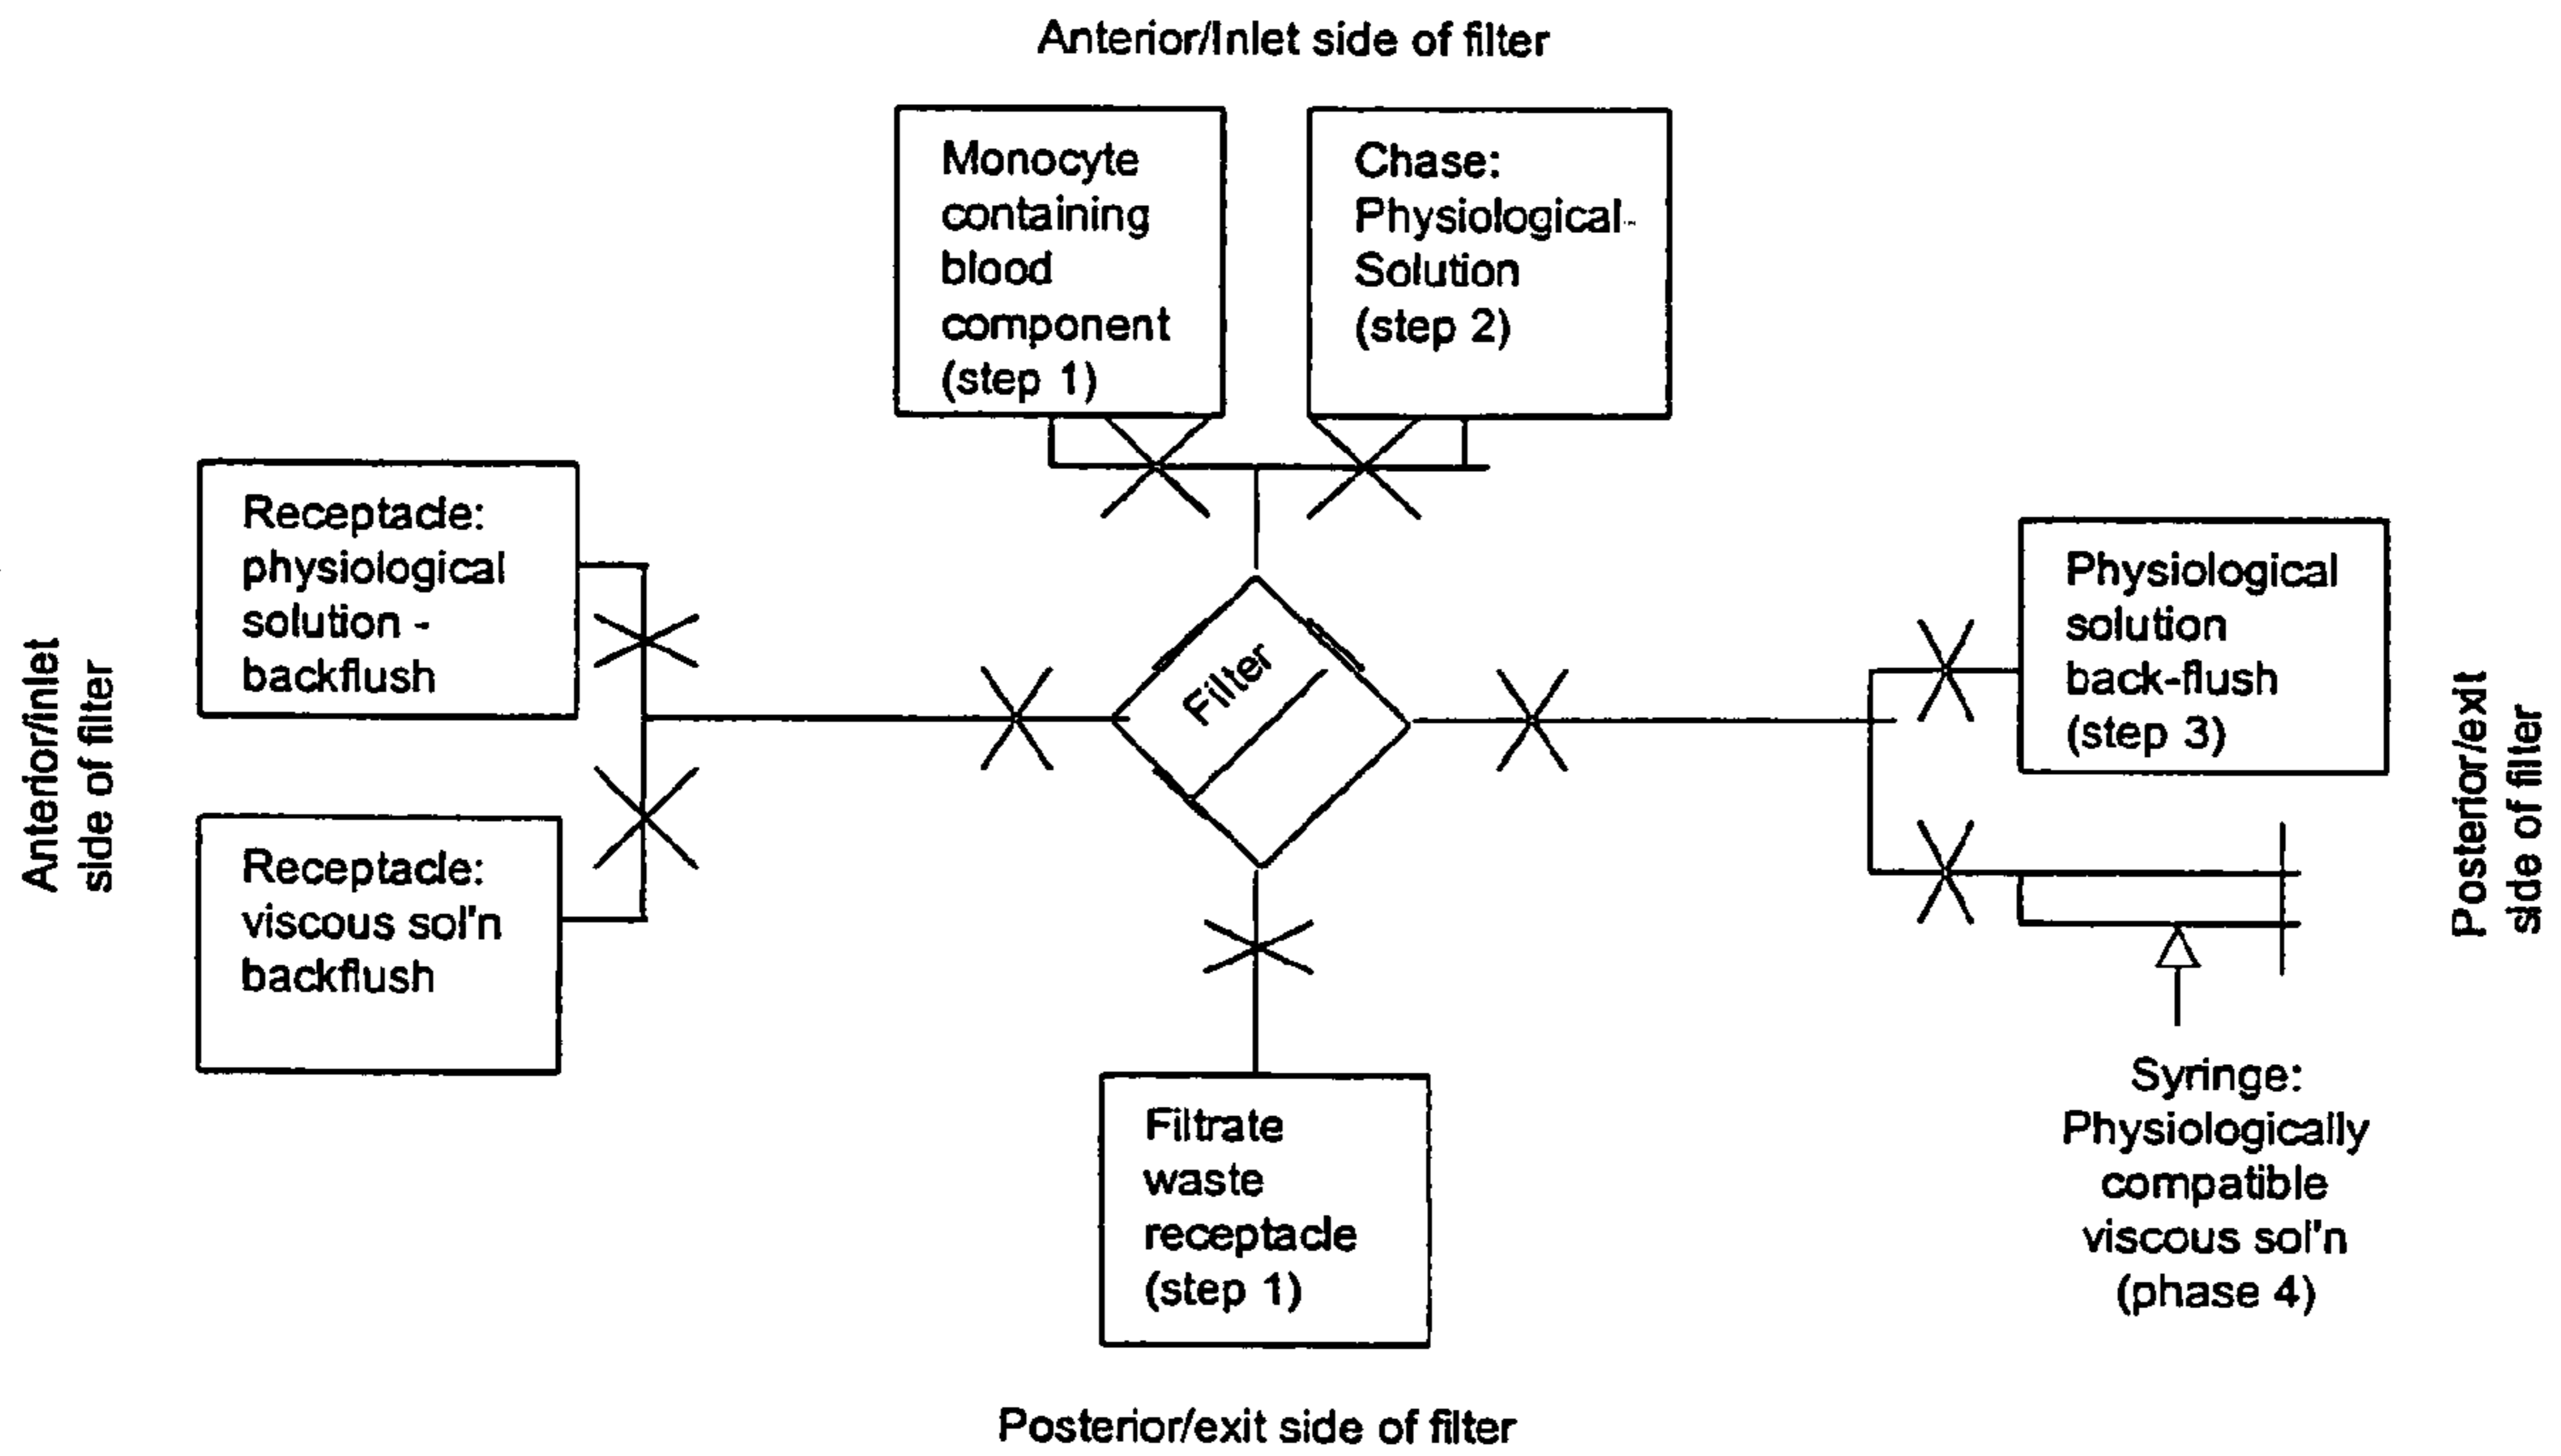 Anterior/Inlet side of filter
Monocyte
containing
blood
component
(step 1)
Chase:
Physiological-
Solution
(step 2)
Receptacle:
physiological
solution -
backflush
Anterior/inlet
side of filter
Receptacle:
viscous sol'n
backflush
Filter
Physiological
solution
back-flush
(step 3)
Posterior/exit
side of filter
Syringe:
Physiologically
compatible
viscous sol'n
(phase 4)
Filtrate
waste
receptacle
(step 1)
Posterior/exit side of filter